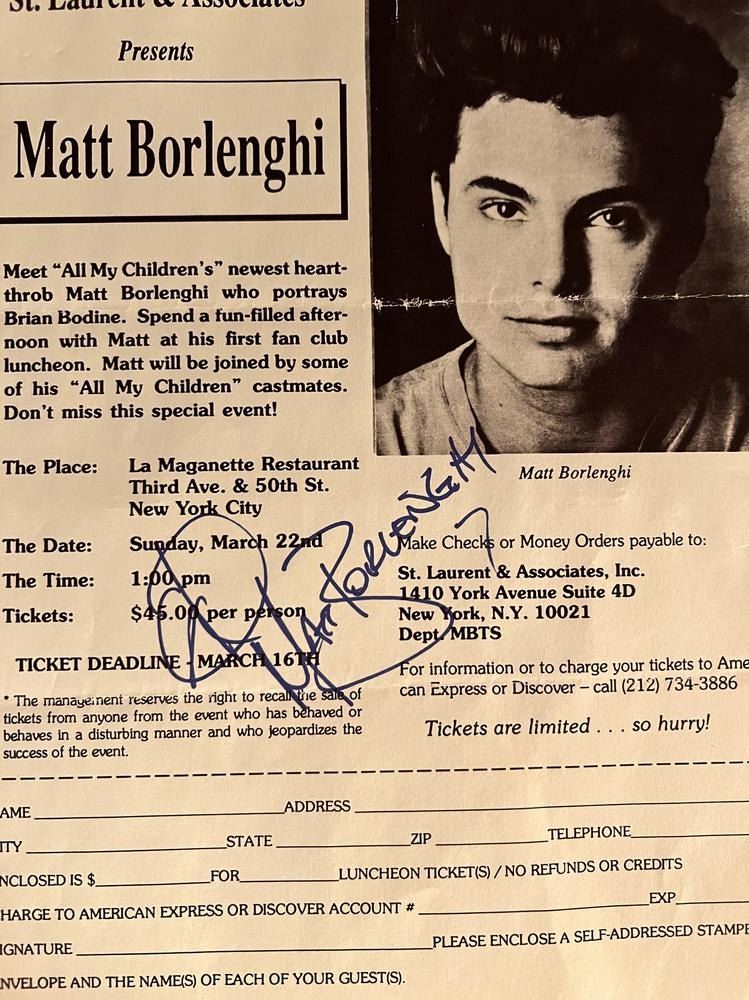 St. Laurent & Associates
Presents
Matt Borlenghi
Meet "All My Children's" newest heart-
throb Matt Borlenghi who portrays
Brian Bodine. Spend a fun-filled after-
noon with Matt at his first fan club
luncheon. Matt will be joined by some
of his "All My Children" castmates.
Don't miss this special event!
Matt Borlenghi
The Place: La Maganette Restaurant
Third Ave. & 50th St.
New York City
The Date: Sunday, March 22nd
The Time: 1:00 pm
Tickets: $45.00 per person
TICKET DEADLINE - MARCH 16TH
* The management reserves the right to recall the sale of
tickets from anyone from the event who has behaved or
behaves in a disturbing manner and who jeopardizes the
success of the event.
MATT BORLENGHI
Make Checks or Money Orders payable to:
St. Laurent & Associates, Inc.
1410 York Avenue Suite 4D
New York, N.Y. 10021
Dept. MBTS
For information or to charge your tickets to Ame
can Express or Discover – call (212) 734-3886
Tickets are limited . . . so hurry!
AME ADDRESS
ITY STATE ZIP TELEPHONE
NCLOSED IS $ FOR LUNCHEON TICKET(S) / NO REFUNDS OR CREDITS
HARGE TO AMERICAN EXPRESS OR DISCOVER ACCOUNT # EXP
IGNATURE PLEASE ENCLOSE A SELF-ADDRESSED STAMPE
NVELOPE AND THE NAME(S) OF EACH OF YOUR GUEST(S).